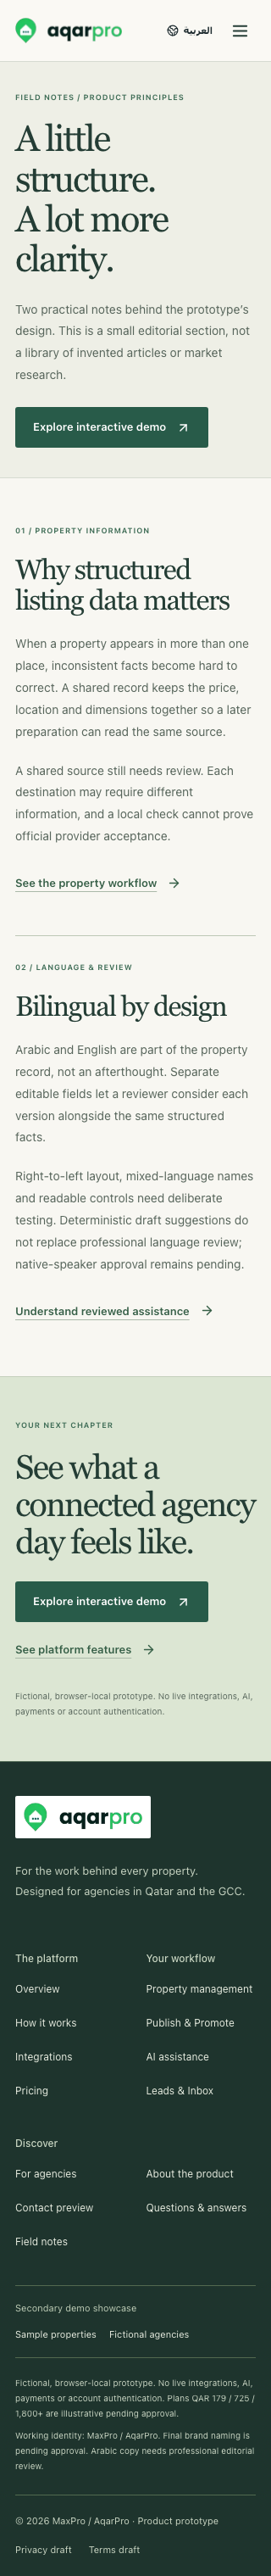 aqarpro
العربية
FIELD NOTES / PRODUCT PRINCIPLES
A little
structure.
A lot more
clarity.
Two practical notes behind the prototype's
design. This is a small editorial section, not
a library of invented articles or market
research.
Explore interactive demo
01 / PROPERTY INFORMATION
Why structured
listing data matters
When a property appears in more than one
place, inconsistent facts become hard to
correct. A shared record keeps the price,
location and dimensions together so a later
preparation can read the same source.
A shared source still needs review. Each
destination may require different
information, and a local check cannot prove
official provider acceptance.
See the property workflow
02 / LANGUAGE & REVIEW
Bilingual by design
Arabic and English are part of the property
record, not an afterthought. Separate
editable fields let a reviewer consider each
version alongside the same structured
facts.
Right-to-left layout, mixed-language names
and readable controls need deliberate
testing. Deterministic draft suggestions do
not replace professional language review;
native-speaker approval remains pending.
Understand reviewed assistance
YOUR NEXT CHAPTER
See what a
connected agency
day feels like.
Explore interactive demo
See platform features
Fictional, browser-local prototype. No live integrations, AI,
payments or account authentication.
aqarpro
For the work behind every property.
Designed for agencies in Qatar and the GCC.
The platform
Overview
How it works
Integrations
Pricing
Your workflow
Property management
Publish & Promote
AI assistance
Leads & Inbox
Discover
For agencies
About the product
Contact preview
Questions & answers
Field notes
Secondary demo showcase
Sample properties Fictional agencies
Fictional, browser-local prototype. No live integrations, AI,
payments or account authentication. Plans QAR 179 / 725 /
1,800+ are illustrative pending approval.
Working identity: MaxPro / AqarPro. Final brand naming is
pending approval. Arabic copy needs professional editorial
review.
© 2026 MaxPro / AqarPro · Product prototype
Privacy draft Terms draft